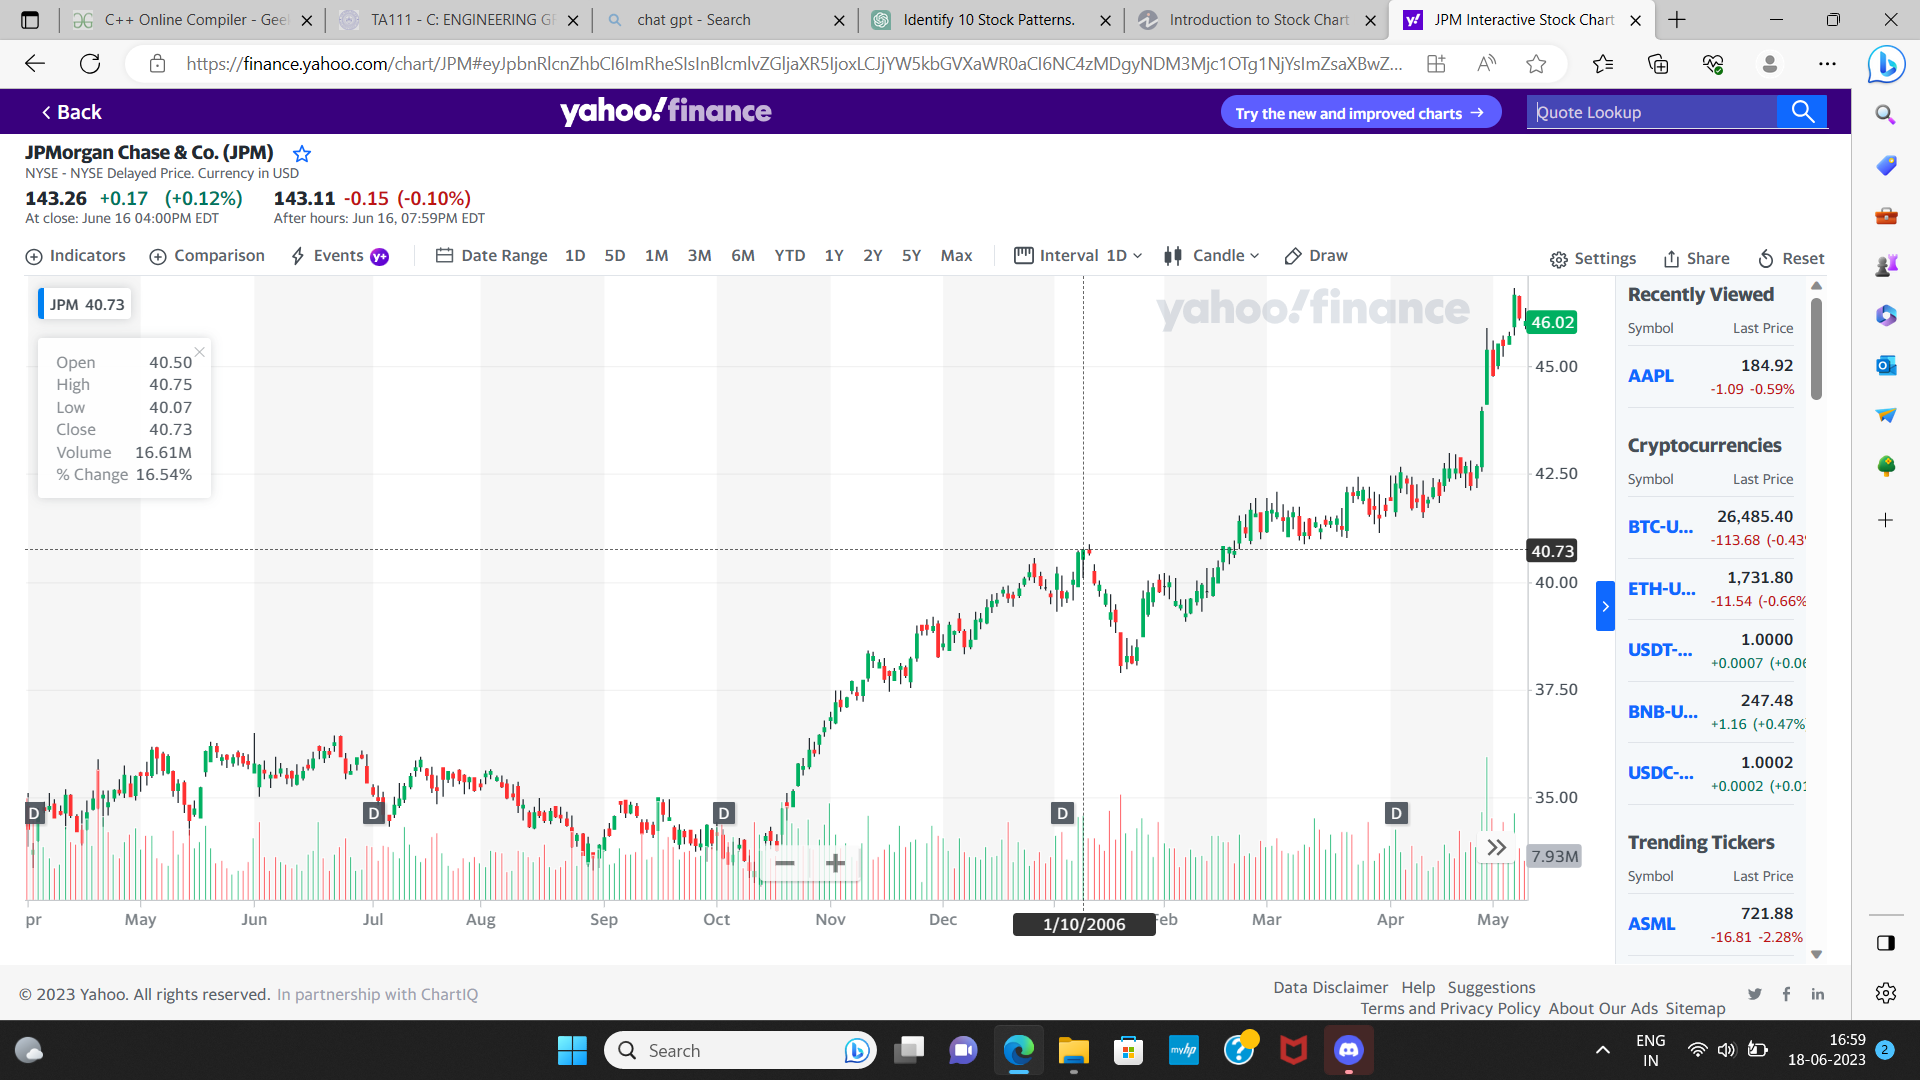 C++ Online Compiler - Geel
TA111 - C: ENGINEERING GR
chat gpt - Search
Identify 10 Stock Patterns.
Introduction to Stock Chart
JPM Interactive Stock Chart
Back
yahoo!finance
Try the new and improved charts →
Quote Lookup
JPMorgan Chase & Co. (JPM)
NYSE - NYSE Delayed Price. Currency in USD
143.26 +0.17 (+0.12%) 143.11 -0.15 (-0.10%)
At close: June 16 04:00PM EDT After hours: Jun 16, 07:59PM EDT
Indicators Comparison Events y+ Date Range 1D 5D 1M 3M 6M YTD 1Y 2Y 5Y Max Interval 1D Candle Draw Settings Share Reset
JPM 40.73
Open 40.50
High 40.75
Low 40.07
Close 40.73
Volume 16.61M
% Change 16.54%
yahoo!finance
46.02
45.00
42.50
40.73
40.00
37.50
35.00
7.93M
D D D D D
pr May Jun Jul Aug Sep Oct Nov Dec 1/10/2006 Feb Mar Apr May
Recently Viewed
Symbol Last Price
AAPL 184.92
-1.09 -0.59%
Cryptocurrencies
Symbol Last Price
BTC-U... 26,485.40
-113.68 (-0.43
ETH-U... 1,731.80
-11.54 (-0.66%
USDT-... 1.0000
+0.0007 (+0.06
BNB-U... 247.48
+1.16 (+0.47%
USDC-... 1.0002
+0.0002 (+0.01
Trending Tickers
Symbol Last Price
ASML 721.88
-16.81 -2.28%
© 2023 Yahoo. All rights reserved. In partnership with ChartIQ
Data Disclaimer Help Suggestions
Terms and Privacy Policy About Our Ads Sitemap
Search
myhp
ENG
IN
16:59
18-06-2023
2